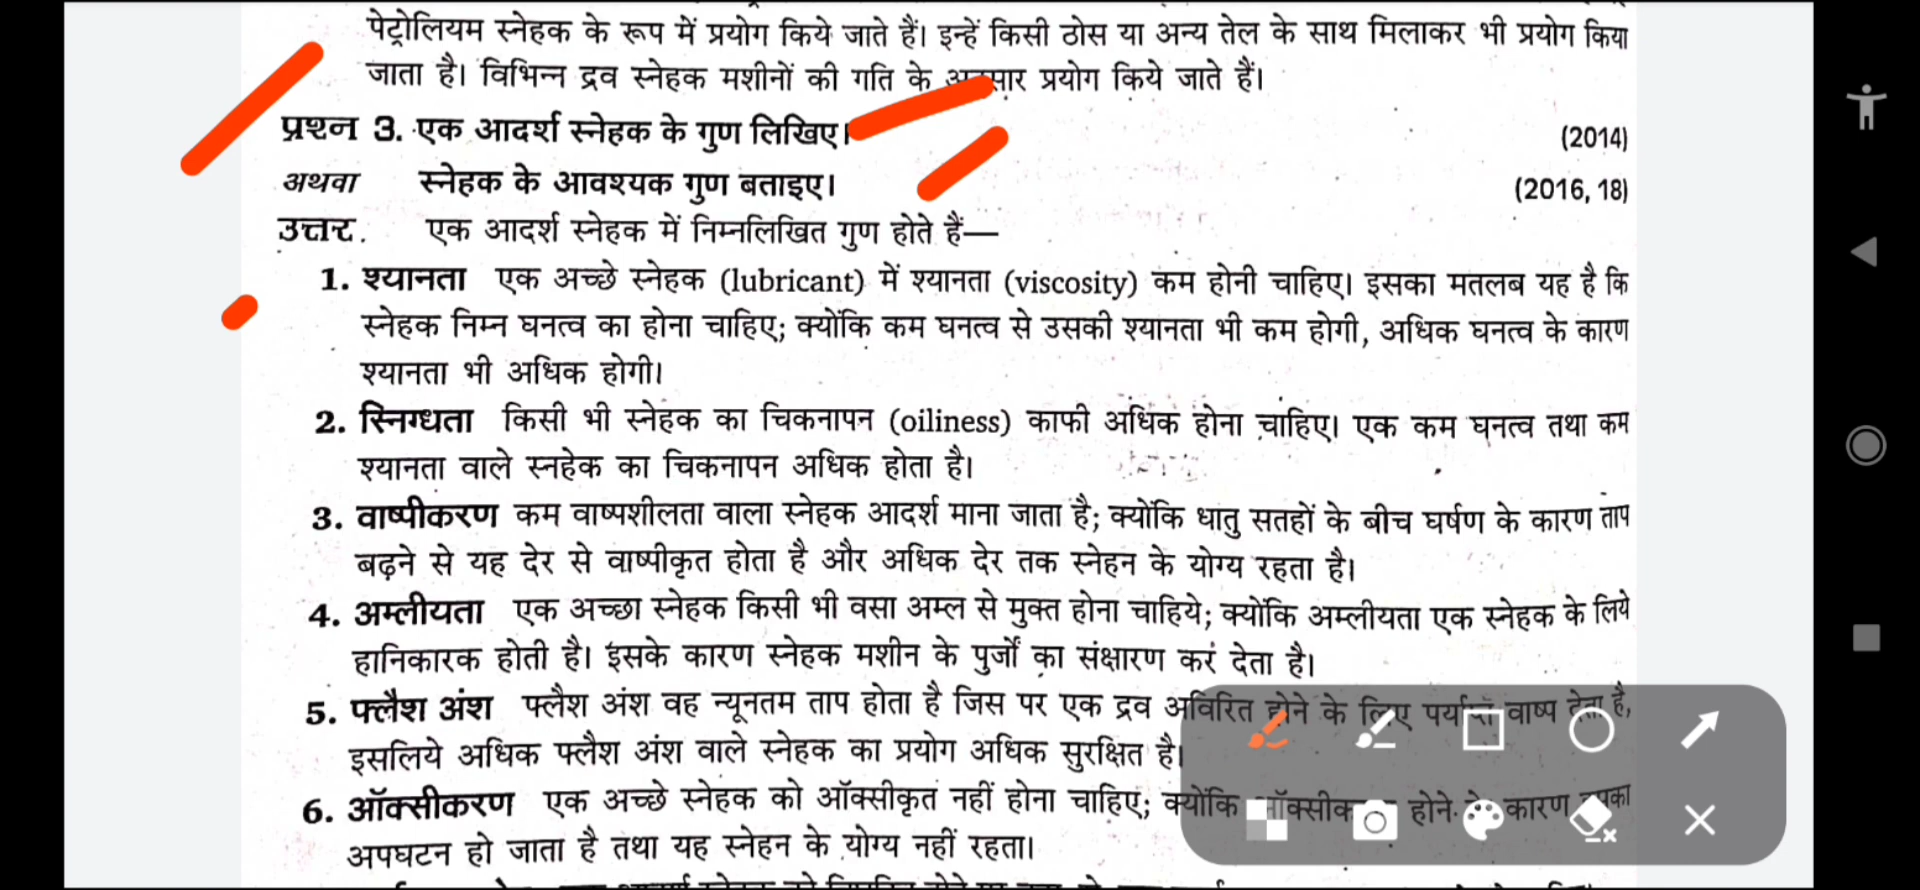 पेट्रोलियम स्नेहक के रूप में प्रयोग किये जाते हैं। इन्हें किसी ठोस या अन्य तेल के साथ मिलाकर भी प्रयोग किया
जाता है। विभिन्न द्रव स्नेहक मशीनों की गति के प्रयोग किये जाते हैं।
प्रश्न 3. एक आदर्श स्नेहक के गुण लिखिए। (2014)
अथवा स्नेहक के आवश्यक गुण बताइए। (2016, 18)
उत्तर. एक आदर्श स्नेहक में निम्नलिखित गुण होते हैं—
1. श्यानता एक अच्छे स्नेहक (lubricant) में श्यानता (viscosity) कम होनी चाहिए। इसका मतलब यह है कि
स्नेहक निम्न घनत्व का होना चाहिए; क्योंकि कम घनत्व से उसकी श्यानता भी कम होगी, अधिक घनत्व के कारण
श्यानता भी अधिक होगी।
2. स्निग्धता किसी भी स्नेहक का चिकनापन (oiliness) काफी अधिक होना चाहिए। एक कम घनत्व तथा कम
श्यानता वाले स्नहेक का चिकनापन अधिक होता है।
3. वाष्पीकरण कम वाष्पशीलता वाला स्नेहक आदर्श माना जाता है; क्योंकि धातु सतहों के बीच घर्षण के कारण ताप
बढ़ने से यह देर से वाष्पीकृत होता है और अधिक देर तक स्नेहन के योग्य रहता है।
4. अम्लीयता एक अच्छा स्नेहक किसी भी वसा अम्ल से मुक्त होना चाहिये; क्योंकि अम्लीयता एक स्नेहक के लिये
हानिकारक होती है। इसके कारण स्नेहक मशीन के पुर्जों का संक्षारण कर देता है।
5. फ्लैश अंश फ्लैश अंश वह न्यूनतम ताप होता है जिस पर एक द्रव अविरित होने के लिए पर्याप्त वाष्प देता है,
इसलिये अधिक फ्लैश अंश वाले स्नेहक का प्रयोग अधिक सुरक्षित है।
6. ऑक्सीकरण एक अच्छे स्नेहक को ऑक्सीकृत नहीं होना चाहिए; क्योंकि होने के कारण
अपघटन हो जाता है तथा यह स्नेहन के योग्य नहीं रहता।